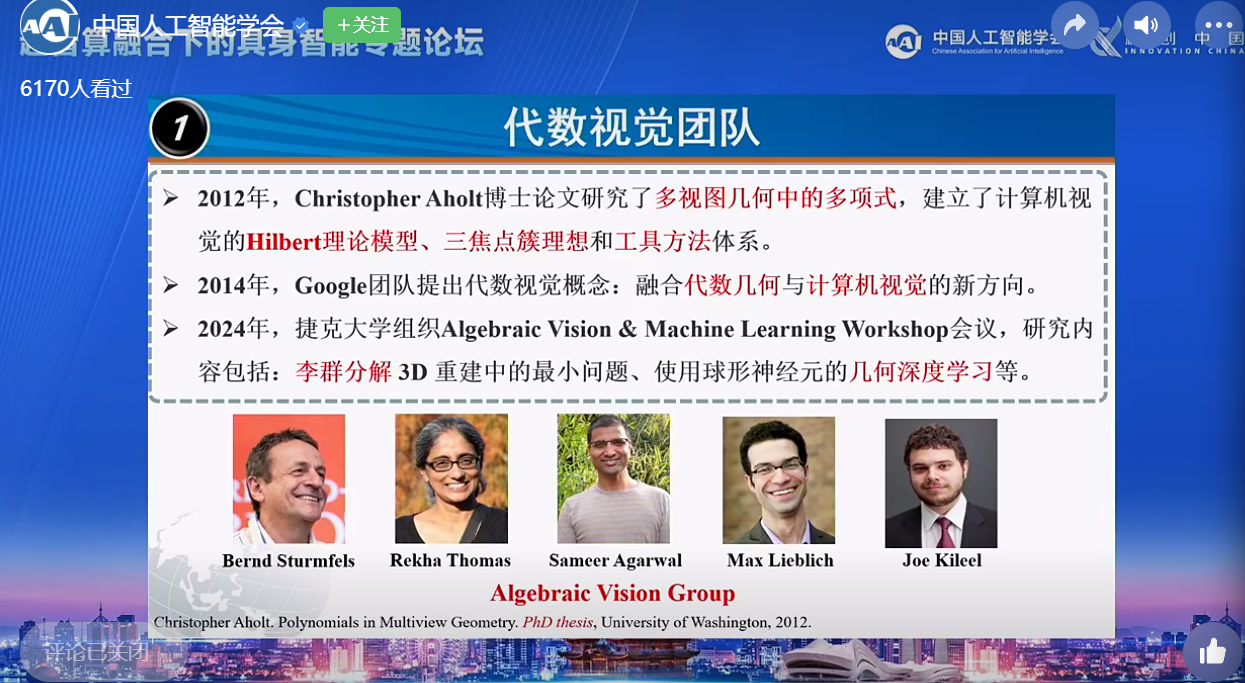 中国人工智能学会
+关注
超智算融合下的具身智能专题论坛
中国人工智能学会
Chinese Association for Artificial Intelligence
创 中 国
INNOVATION CHINA
6170人看过
1
代数视觉团队
➢ 2012年，Christopher Aholt博士论文研究了多视图几何中的多项式，建立了计算机视
觉的Hilbert理论模型、三焦点簇理想和工具方法体系。
➢ 2014年，Google团队提出代数视觉概念：融合代数几何与计算机视觉的新方向。
➢ 2024年，捷克大学组织Algebraic Vision & Machine Learning Workshop会议，研究内
容包括：李群分解 3D 重建中的最小问题、使用球形神经元的几何深度学习等。
Bernd Sturmfels
Rekha Thomas
Sameer Agarwal
Max Lieblich
Joe Kileel
Algebraic Vision Group
Christopher Aholt. Polynomials in Multiview Geometry. PhD thesis, University of Washington, 2012.
评论已关闭